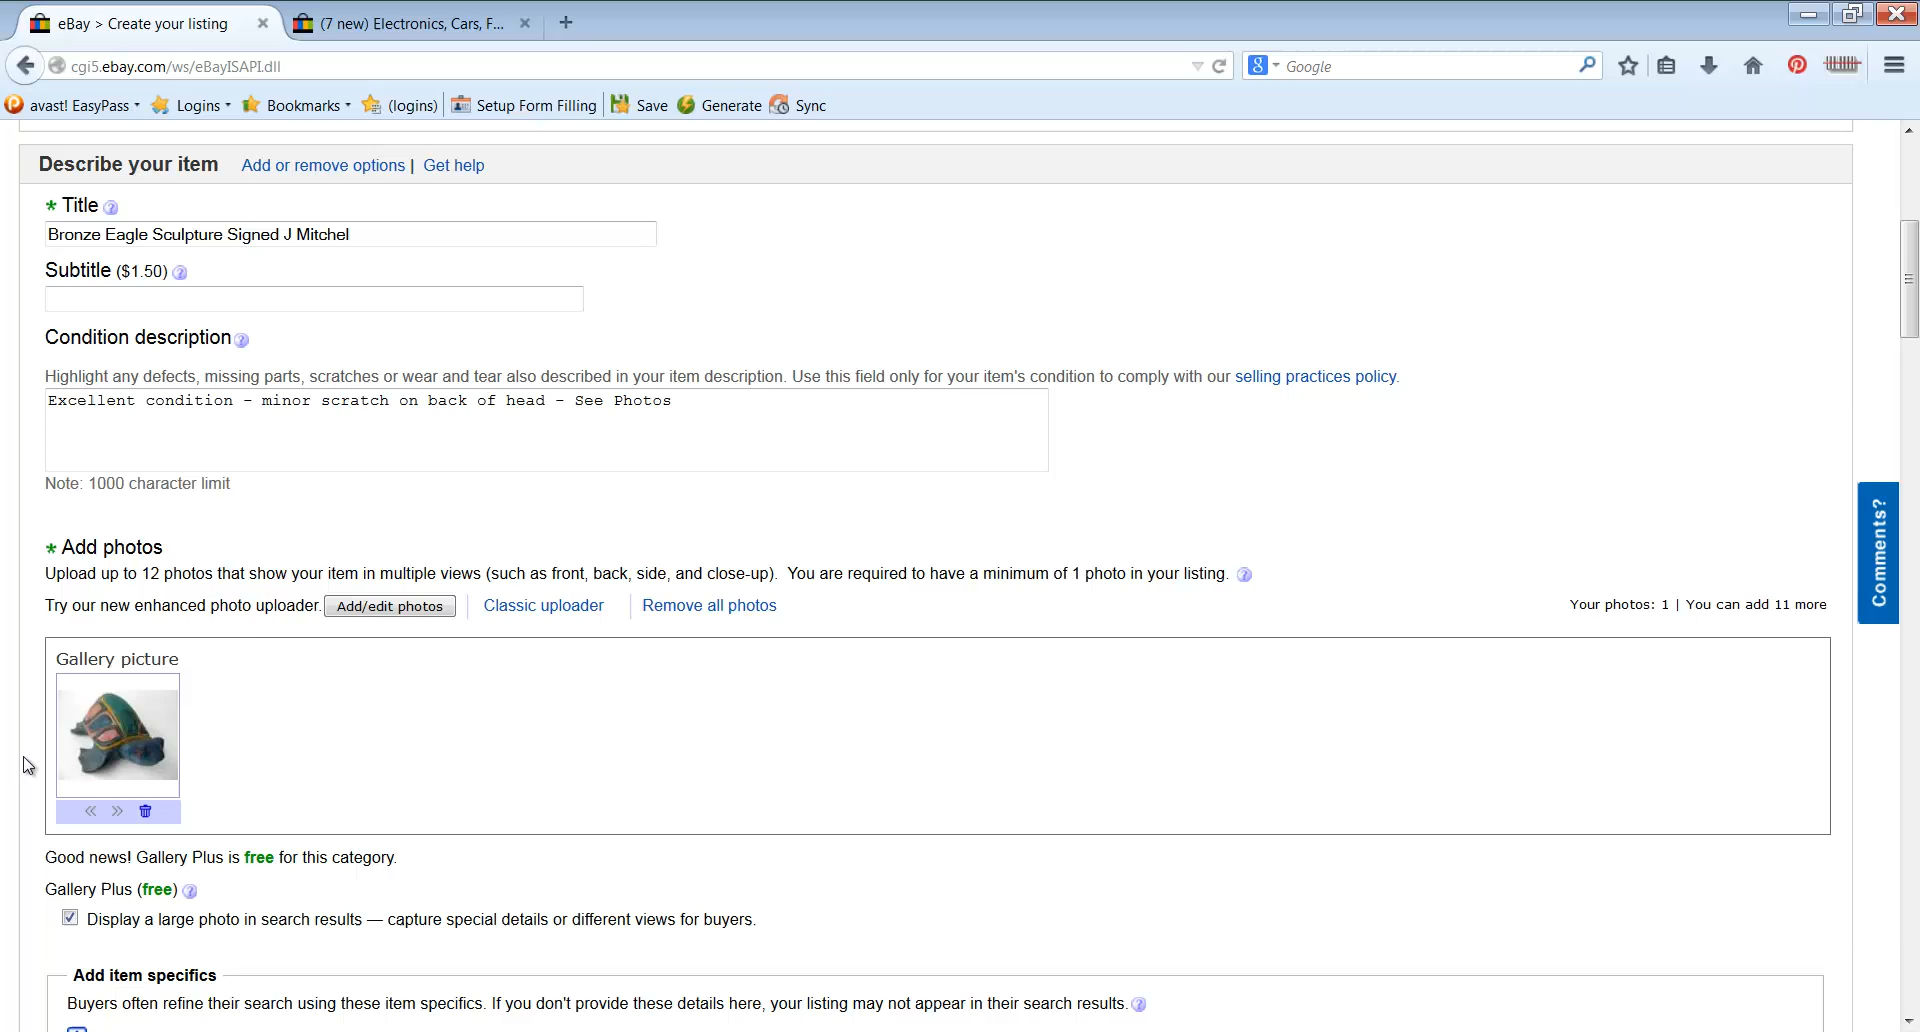 eBay > Create your listing
(7 new) Electronics, Cars, F...
cgi5.ebay.com/ws/eBayISAPI.dll
8
Google
avast! EasyPass
Logins
Bookmarks
(logins)
Setup Form Filling
Save
Generate
Sync
Describe your item
Add or remove options | Get help
* Title ?
Bronze Eagle Sculpture Signed J Mitchel
Subtitle ($1.50) ?
Condition description ?
Highlight any defects, missing parts, scratches or wear and tear also described in your item description. Use this field only for your item's condition to comply with our selling practices policy.
Excellent condition - minor scratch on back of head - See Photos
Note: 1000 character limit
Comments?
* Add photos
Upload up to 12 photos that show your item in multiple views (such as front, back, side, and close-up). You are required to have a minimum of 1 photo in your listing. ?
Try our new enhanced photo uploader. Add/edit photos | Classic uploader | Remove all photos
Your photos: 1 | You can add 11 more
Gallery picture
Good news! Gallery Plus is free for this category.
Gallery Plus (free) ?
Display a large photo in search results — capture special details or different views for buyers.
Add item specifics
Buyers often refine their search using these item specifics. If you don't provide these details here, your listing may not appear in their search results. ?